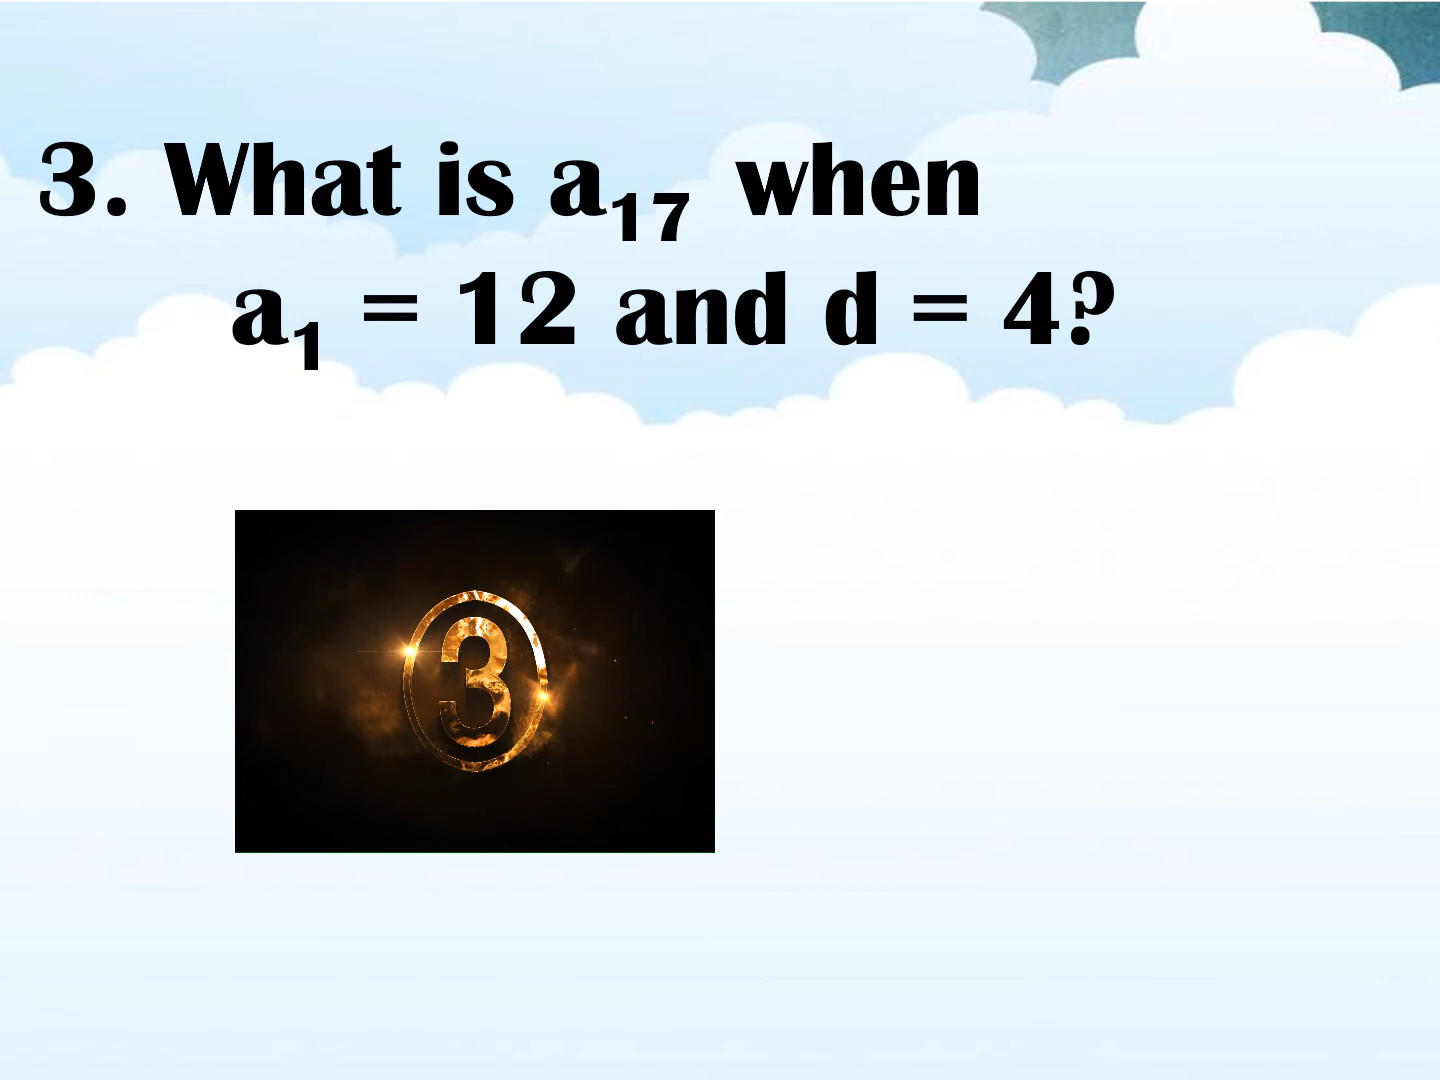 3. What is a₁₇ when
a₁ = 12 and d = 4?
3